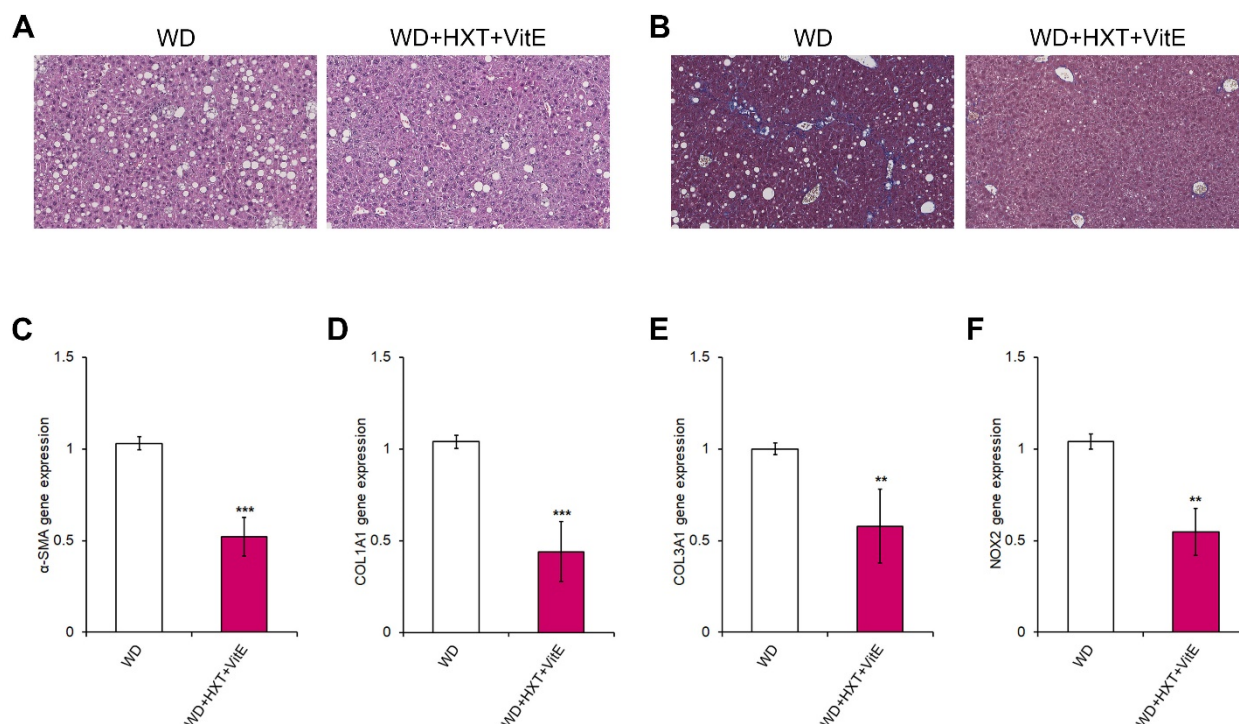 A
WD
WD+HXT+VitE
B
WD
WD+HXT+VitE
C
1.5
1
0.5
0
α-SMA gene expression
***
WD
WD+HXT+VitE
D
1.5
1
0.5
0
COL1A1 gene expression
***
WD
WD+HXT+VitE
E
1.5
1
0.5
0
COL3A1 gene expression
**
WD
WD+HXT+VitE
F
1.5
1
0.5
0
NOX2 gene expression
**
WD
WD+HXT+VitE